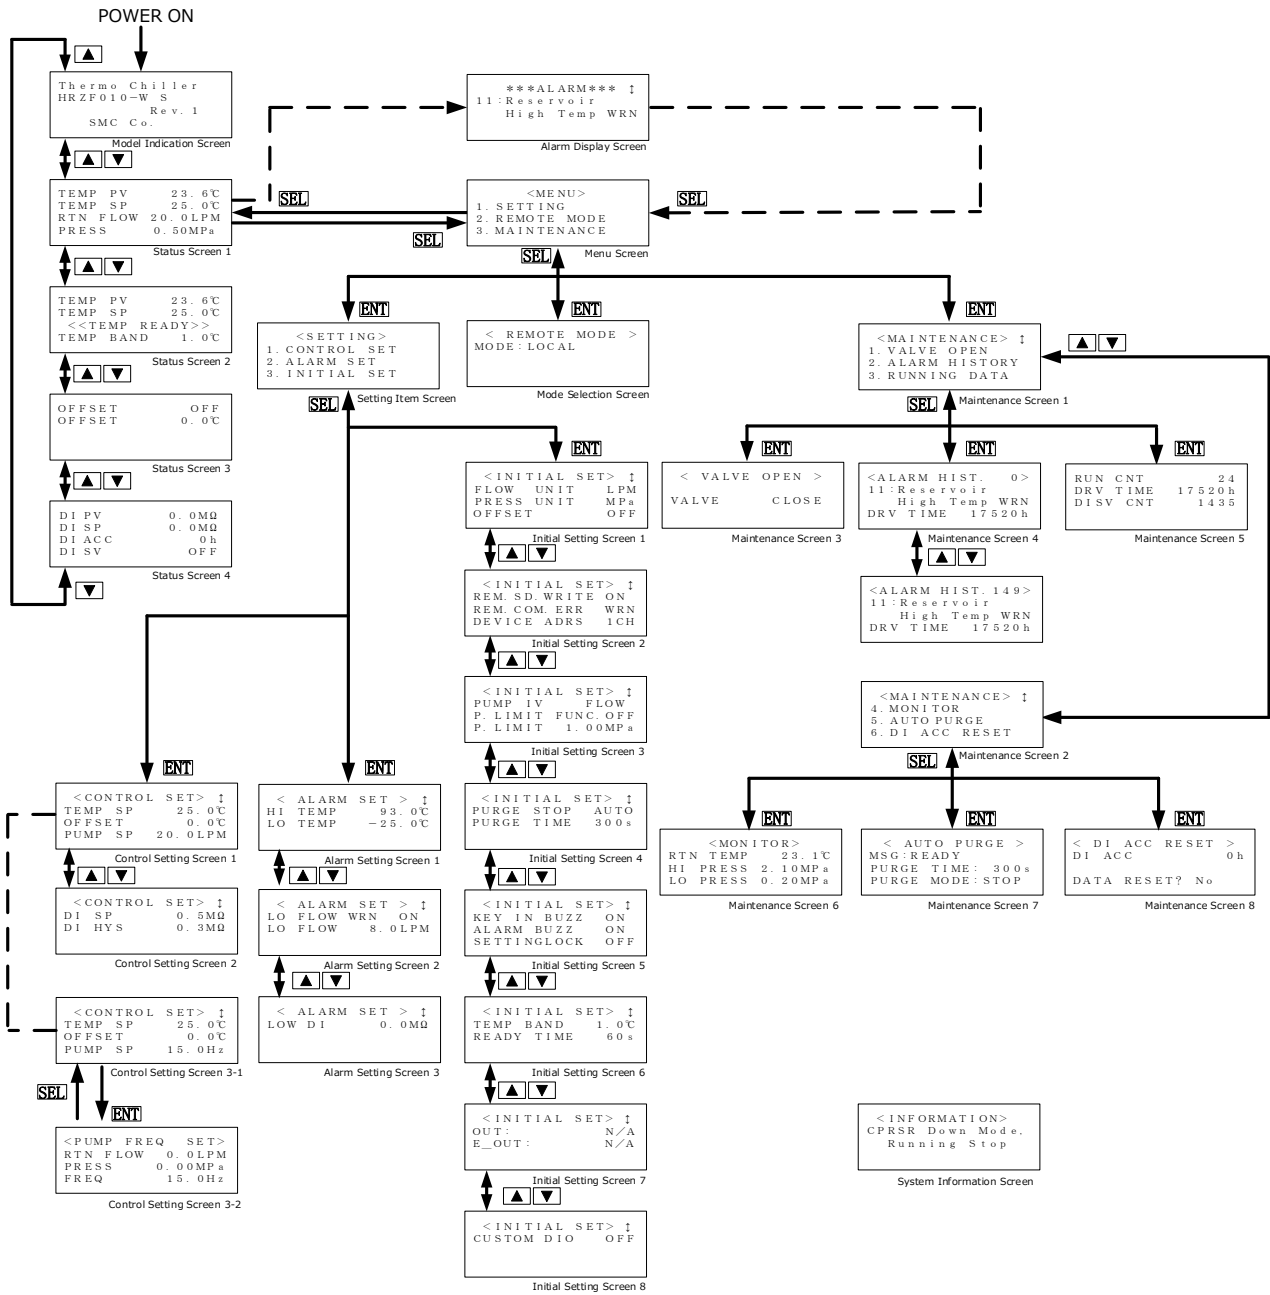 POWER ON
▲
Thermo Chiller
HRZF010-W S
Rev. 1
SMC Co.
Model Indication Screen
▲ ▼
TEMP PV 23.6℃
TEMP SP 25.0℃
RTN FLOW 20.0LPM
PRESS 0.50MPa
Status Screen 1
▲ ▼
TEMP PV 23.6℃
TEMP SP 25.0℃
<<TEMP READY>>
TEMP BAND 1.0℃
Status Screen 2
▲ ▼
OFFSET OFF
OFFSET 0.0℃
Status Screen 3
▲ ▼
DI PV 0.0MΩ
DI SP 0.0MΩ
DI ACC 0h
DI SV OFF
Status Screen 4
▼
***ALARM*** ↕
11:Reservoir
High Temp WRN
Alarm Display Screen
SEL
SEL
SEL
<MENU>
1. SETTING
2. REMOTE MODE
3. MAINTENANCE
Menu Screen
SEL
ENT
ENT
ENT
<SETTING>
1. CONTROL SET
2. ALARM SET
3. INITIAL SET
Setting Item Screen
SEL
< REMOTE MODE >
MODE:LOCAL
Mode Selection Screen
<MAINTENANCE> ↕
1. VALVE OPEN
2. ALARM HISTORY
3. RUNNING DATA
Maintenance Screen 1
▲ ▼
SEL
ENT
ENT
ENT
ENT
<INITIAL SET> ↕
FLOW UNIT LPM
PRESS UNIT MPa
OFFSET OFF
Initial Setting Screen 1
▲ ▼
<INITIAL SET> ↕
REM. SD. WRITE ON
REM. COM. ERR WRN
DEVICE ADRS 1CH
Initial Setting Screen 2
▲ ▼
<INITIAL SET> ↕
PUMP IV FLOW
P. LIMIT FUNC. OFF
P. LIMIT 1.00MPa
Initial Setting Screen 3
▲ ▼
<INITIAL SET> ↕
PURGE STOP AUTO
PURGE TIME 300s
Initial Setting Screen 4
▲ ▼
<INITIAL SET> ↕
KEY IN BUZZ ON
ALARM BUZZ ON
SETTINGLOCK OFF
Initial Setting Screen 5
▲ ▼
<INITIAL SET> ↕
TEMP BAND 1.0℃
READY TIME 60s
Initial Setting Screen 6
▲ ▼
<INITIAL SET> ↕
OUT: N/A
E_OUT: N/A
Initial Setting Screen 7
▲ ▼
<INITIAL SET> ↕
CUSTOM DIO OFF
Initial Setting Screen 8
< VALVE OPEN >
VALVE CLOSE
Maintenance Screen 3
<ALARM HIST. 0>
11:Reservoir
High Temp WRN
DRV TIME 17520h
Maintenance Screen 4
▲ ▼
<ALARM HIST. 149>
11:Reservoir
High Temp WRN
DRV TIME 17520h
RUN CNT 24
DRV TIME 17520h
DISV CNT 1435
Maintenance Screen 5
<MAINTENANCE> ↕
4. MONITOR
5. AUTO PURGE
6. DI ACC RESET
Maintenance Screen 2
SEL
ENT
ENT
ENT
<MONITOR>
RTN TEMP 23.1℃
HI PRESS 2.10MPa
LO PRESS 0.20MPa
Maintenance Screen 6
< AUTO PURGE >
MSG:READY
PURGE TIME: 300s
PURGE MODE:STOP
Maintenance Screen 7
< DI ACC RESET >
DI ACC 0h
DATA RESET? No
Maintenance Screen 8
ENT
ENT
<CONTROL SET> ↕
TEMP SP 25.0℃
OFFSET 0.0℃
PUMP SP 20.0LPM
Control Setting Screen 1
▲ ▼
<CONTROL SET> ↕
DI SP 0.5MΩ
DI HYS 0.3MΩ
Control Setting Screen 2
<CONTROL SET> ↕
TEMP SP 25.0℃
OFFSET 0.0℃
PUMP SP 15.0Hz
Control Setting Screen 3-1
SEL
ENT
<PUMP FREQ SET>
RTN FLOW 0.0LPM
PRESS 0.00MPa
FREQ 15.0Hz
Control Setting Screen 3-2
< ALARM SET > ↕
HI TEMP 93.0℃
LO TEMP -25.0℃
Alarm Setting Screen 1
▲ ▼
< ALARM SET > ↕
LO FLOW WRN ON
LO FLOW 8.0LPM
Alarm Setting Screen 2
▲ ▼
< ALARM SET > ↕
LOW DI 0.0MΩ
Alarm Setting Screen 3
<INFORMATION>
CPRSR Down Mode,
Running Stop
System Information Screen